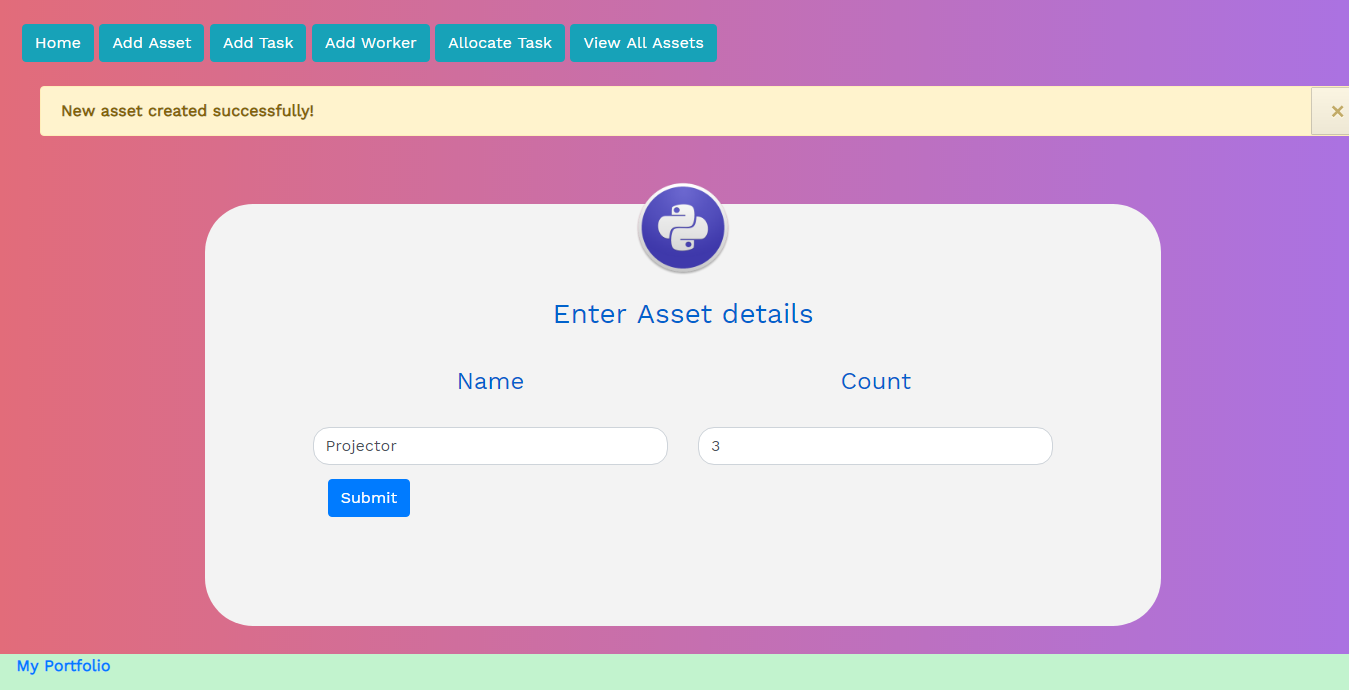 Home Add Asset Add Task Add Worker Allocate Task View All Assets
New asset created successfully! ×
Enter Asset details
Name Count
Projector 3
Submit
My Portfolio